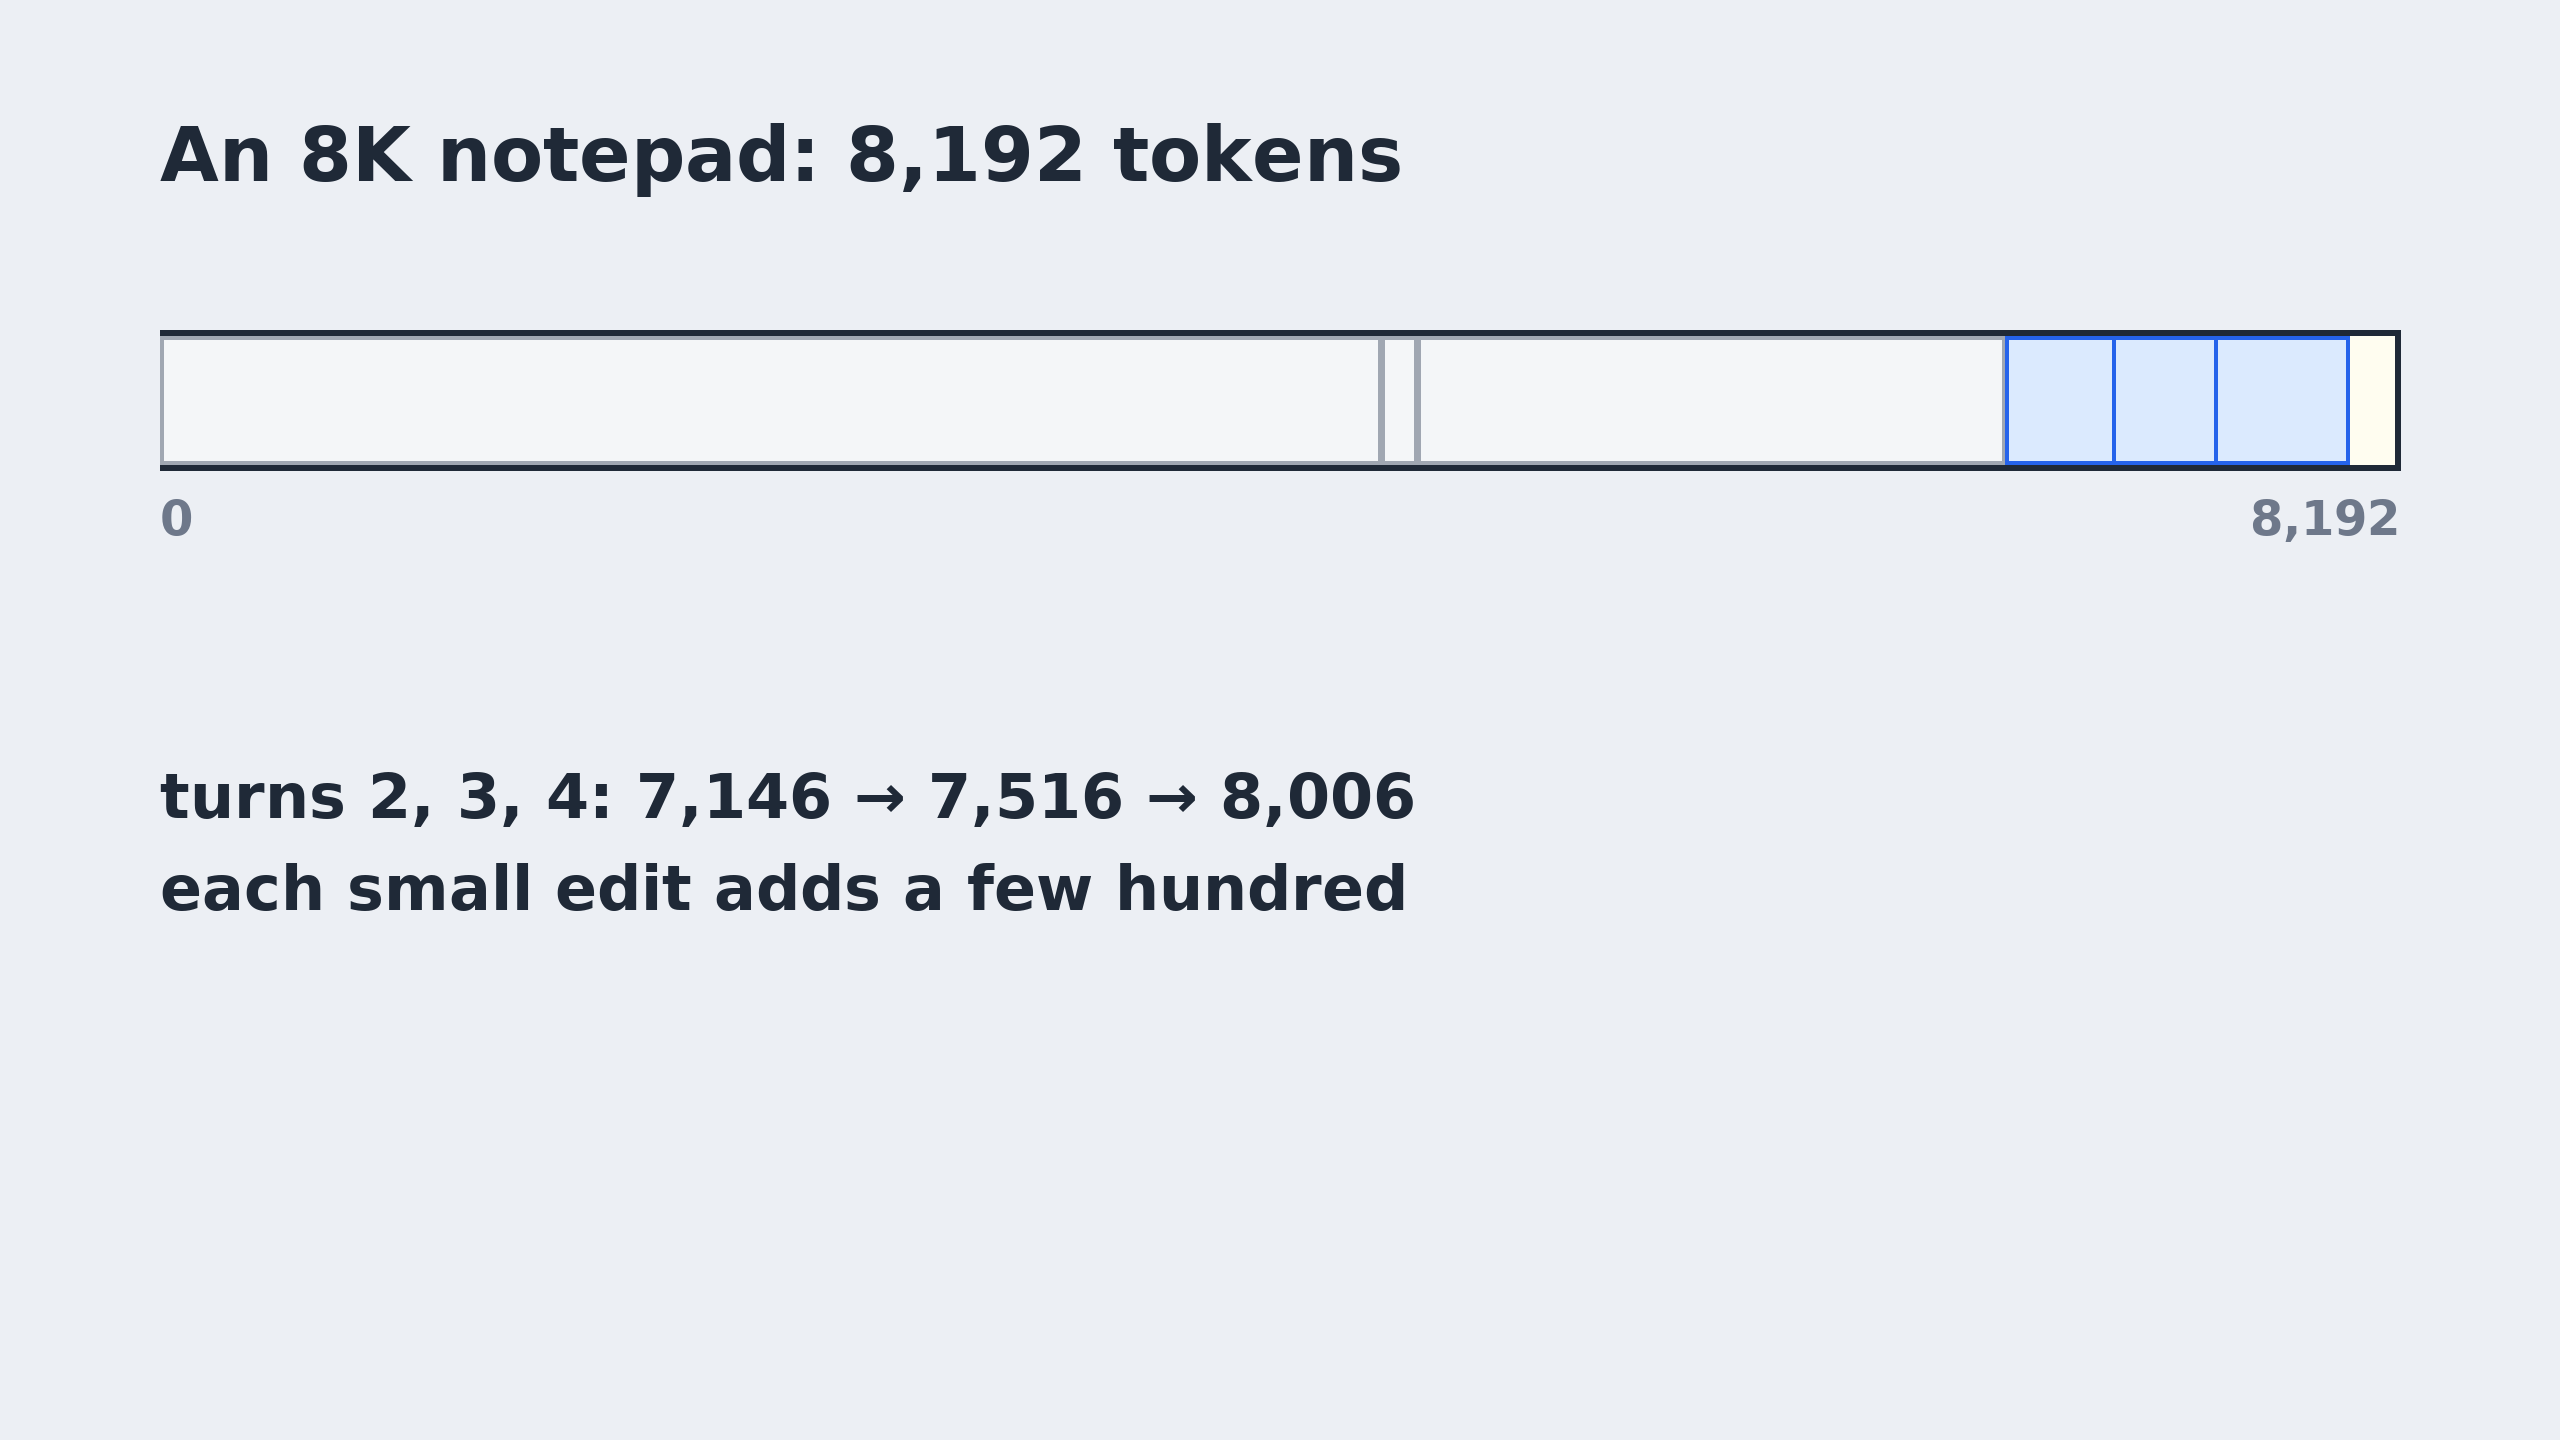 An 8K notepad: 8,192 tokens
0
8,192
turns 2, 3, 4: 7,146 → 7,516 → 8,006
each small edit adds a few hundred